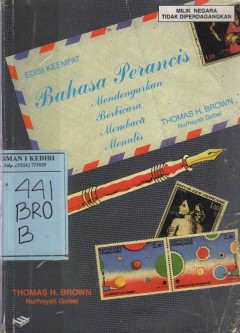 MILIK NEGARA
TIDAK DIPERDAGANGKAN
EDISI KEEMPAT
Bahasa Perancis
Mendengarkan
Berbicara
Membaca
Menulis
THOMAS H. BROWN
Nurhayati Gobel
SMAN 1 KEDIRI
441
BRO
B
THOMAS H. BROWN
Nurhayati Gobel